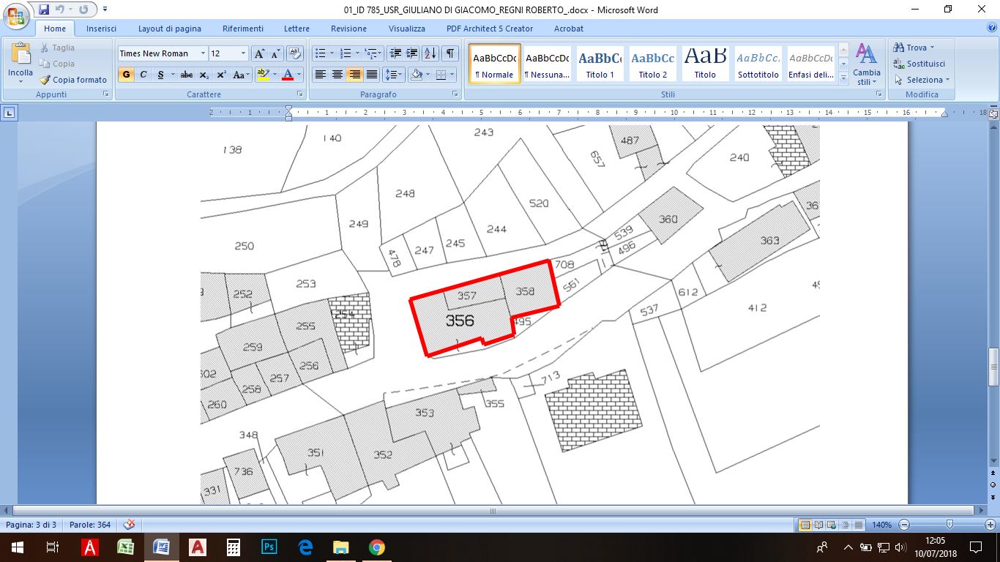 01_ID 785_USR_GIULIANO DI GIACOMO_REGNI ROBERTO_.docx - Microsoft Word
Home Inserisci Layout di pagina Riferimenti Lettere Revisione Visualizza PDF Architect 5 Creator Acrobat
Incolla
Taglia
Copia
Copia formato
Appunti
Times New Roman 12
G C S abc x₂ x² Aa
Carattere
Paragrafo
AaBbCcDc AaBbCcDc AaBbC AaBbCc AaB AaBbCc AaBbCcDc
¶ Normale ¶ Nessuna... Titolo 1 Titolo 2 Titolo Sottotitolo Enfasi deli...
Cambia stili
Stili
Trova
Sostituisci
Seleziona
Modifica
2 1 1 2 3 4 5 6 7 8 9 10 11 12 13 14 15 16 18
138 140 243 657 487 240
248 520 249 244 245 247 478 250
360 539 496 363 36
253 252 254 255 259 256 257 258 602 260
357 358 356 708 561 495
612 537 412
713 355 353 352 351 348 736 331
Pagina: 3 di 3 Parole: 364 140%
12:05
10/07/2018